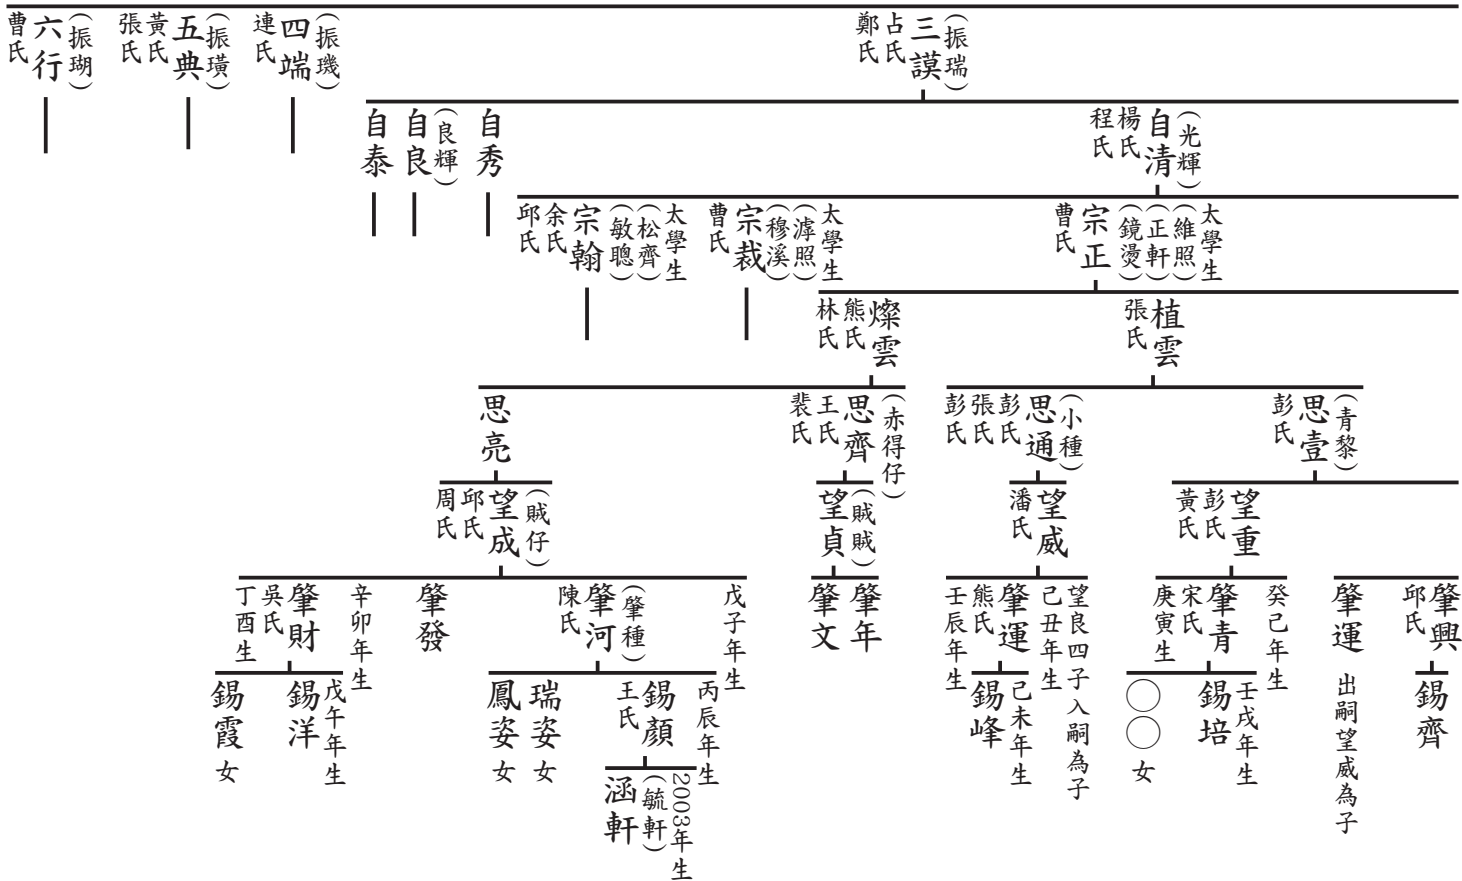 (振瑞)
三謨
占氏
鄭氏
(振璣)
四端
連氏
(振璜)
五典
黃氏
張氏
(振瑚)
六行
曹氏
(光輝)
自清
楊氏
程氏
自秀
(良輝)
自良
自泰
太學生
(維照)
(正軒)
(鏡燙)
宗正
曹氏
太學生
(滹照)
(穆溪)
宗裁
曹氏
太學生
(松齊)
(敏聰)
宗翰
余氏
邱氏
植雲
張氏
燦雲
熊氏
林氏
(青黎)
思壹
彭氏
(小種)
思通
彭氏
張氏
彭氏
(赤得仔)
思齊
王氏
裴氏
思亮
望重
彭氏
黃氏
望威
潘氏
(賊賊)
望貞
(賊仔)
望成
邱氏
周氏
肇興
邱氏
肇運 出嗣望威為子
癸己年生
肇青
宋氏
庚寅生
望良四子入嗣為子
己丑年生
肇運
熊氏
壬辰年生
肇年
肇文
戊子年生
(肇種)
肇河
陳氏
肇發
辛卯年生
肇財
吳氏
丁酉生
錫齊
壬戌年生
錫培
○○ 女
己未年生
錫峰
丙辰年生
錫顏
王氏
瑞姿 女
鳳姿 女
戊午年生
錫洋
錫霞 女
2003年生
(毓軒)
涵軒